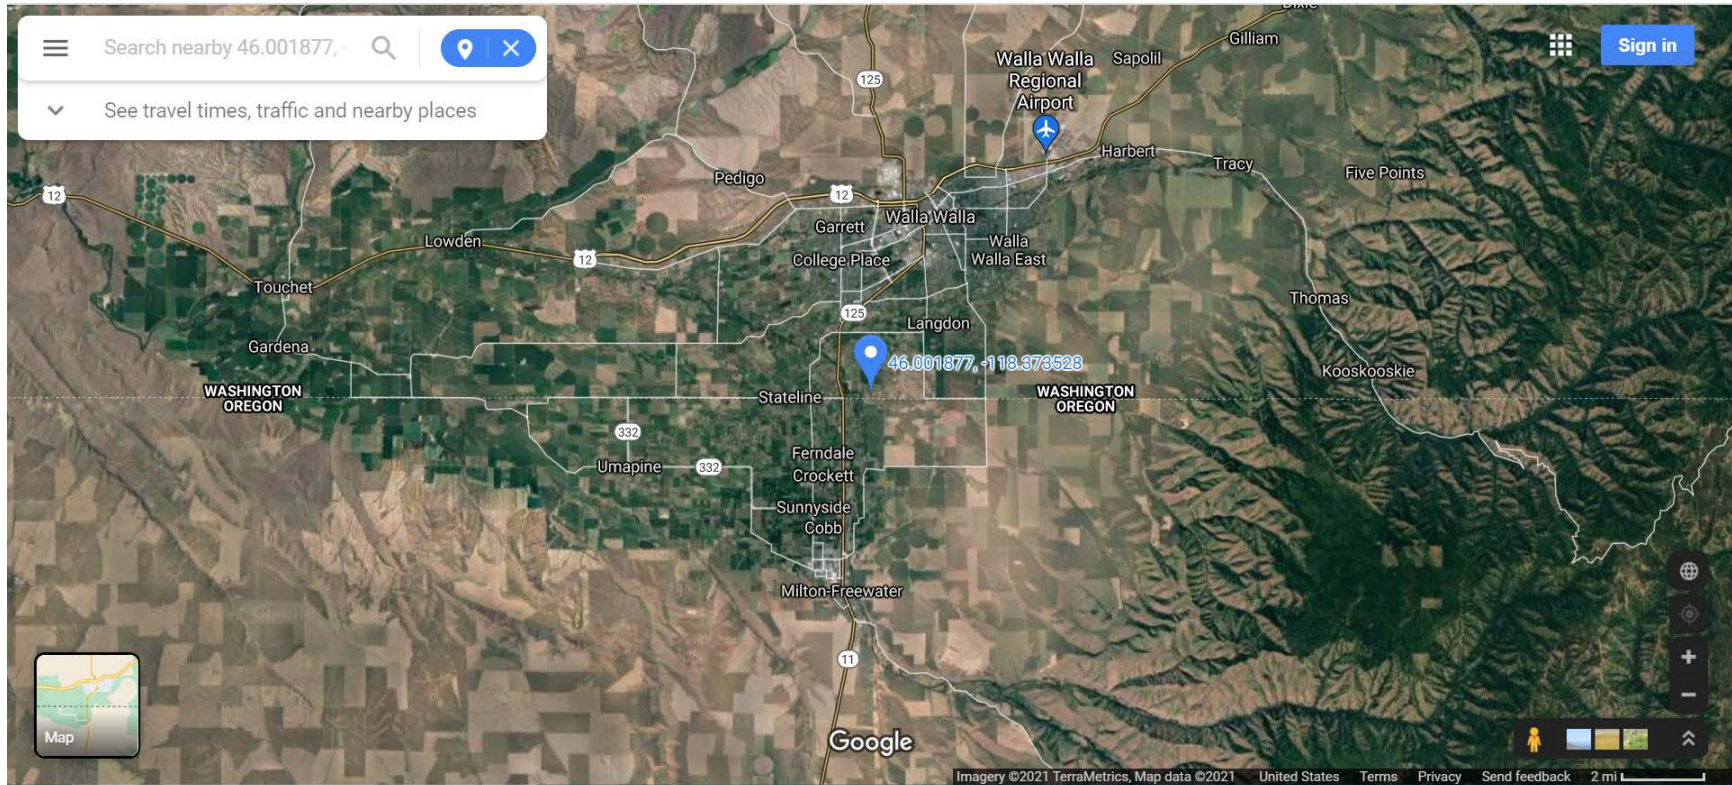 Dixie
Search nearby 46.001877, -
Sign in
See travel times, traffic and nearby places
Gilliam
Walla Walla
Regional
Airport
Sapolil
125
Harbert
Tracy
Five Points
Pedigo
12
12
Walla Walla
Garrett
Lowden
12
College Place
Walla
Walla East
Touchet
Thomas
125
Langdon
Gardena
46.001877, -118.373528
Kooskooskie
WASHINGTON
OREGON
Stateline
WASHINGTON
OREGON
332
Ferndale
Umapine
332
Crockett
Sunnyside
Cobb
Milton-Freewater
11
Map
Google
Imagery ©2021 TerraMetrics, Map data ©2021 United States Terms Privacy Send feedback 2 mi